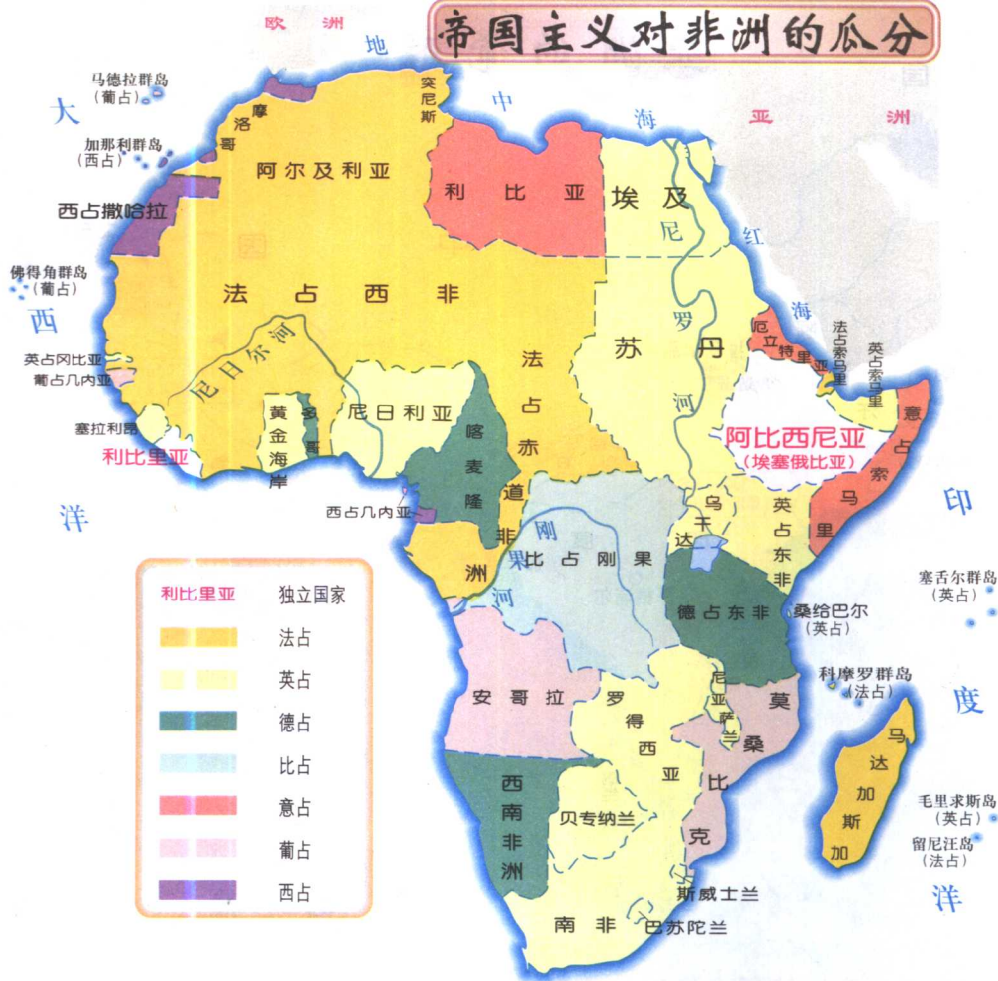 帝国主义对非洲的瓜分
欧洲
地中海
亚洲
大西洋
红海
印度洋
马德拉群岛
(葡占)
加那利群岛
(西占)
西占撒哈拉
佛得角群岛
(葡占)
英占冈比亚
葡占几内亚
塞拉利昂
利比里亚
摩洛哥
阿尔及利亚
突尼斯
利比亚
埃及
尼罗河
法占西非
尼日尔河
黄金海岸
多哥
尼日利亚
喀麦隆
西占几内亚
法占赤道非洲
苏丹
厄立特里亚
法占索马里
英占索马里
意占索马里
阿比西尼亚
(埃塞俄比亚)
乌干达
英占东非
刚果河
比占刚果
德占东非
桑给巴尔
(英占)
塞舌尔群岛
(英占)
科摩罗群岛
(法占)
安哥拉
罗得西亚
尼亚萨兰
莫桑比克
马达加斯加
毛里求斯岛
(英占)
留尼汪岛
(法占)
西南非洲
贝专纳兰
南非
斯威士兰
巴苏陀兰
利比里亚 独立国家
法占
英占
德占
比占
意占
葡占
西占